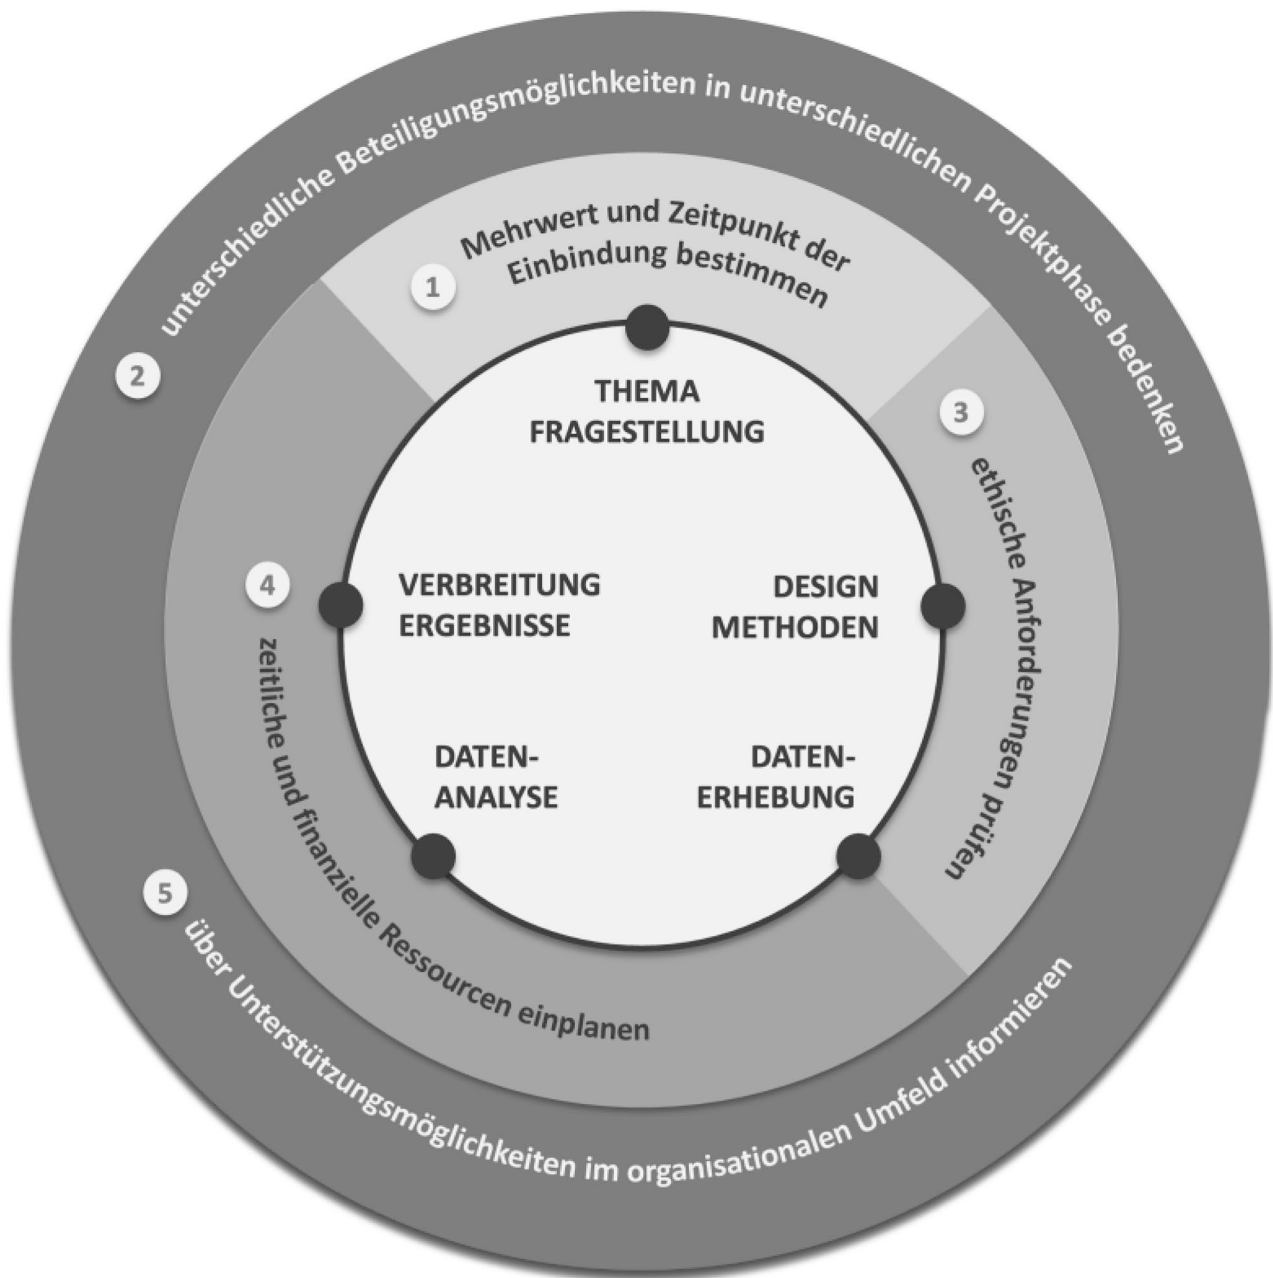 1
Mehrwert und Zeitpunkt der
Einbindung bestimmen
2
unterschiedliche Beteiligungsmöglichkeiten in unterschiedlichen Projektphase bedenken
3
ethische Anforderungen prüfen
4
zeitliche und finanzielle Ressourcen einplanen
5
über Unterstützungsmöglichkeiten im organisationalen Umfeld informieren
THEMA
FRAGESTELLUNG
DESIGN
METHODEN
DATEN-
ERHEBUNG
DATEN-
ANALYSE
VERBREITUNG
ERGEBNISSE